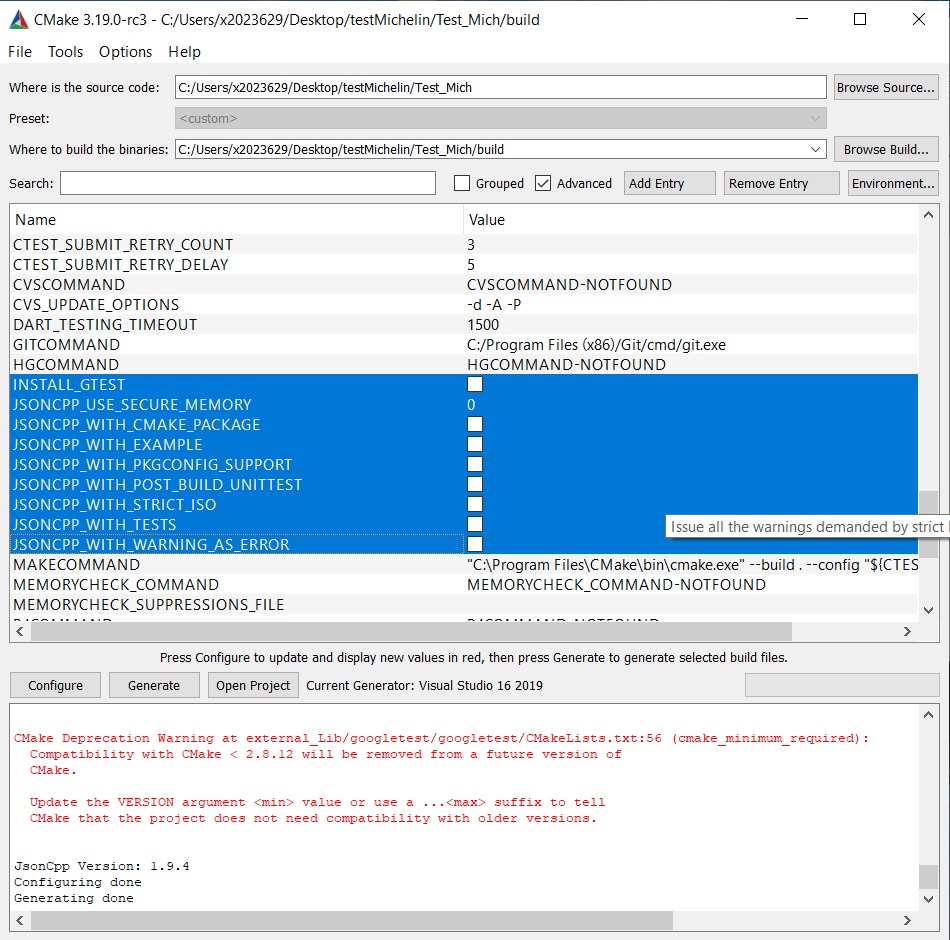 CMake 3.19.0-rc3 - C:/Users/x2023629/Desktop/testMichelin/Test_Mich/build
File Tools Options Help
Where is the source code: C:/Users/x2023629/Desktop/testMichelin/Test_Mich Browse Source...
Preset: <custom>
Where to build the binaries: C:/Users/x2023629/Desktop/testMichelin/Test_Mich/build Browse Build...
Search: Grouped Advanced Add Entry Remove Entry Environment...
Name Value
CTEST_SUBMIT_RETRY_COUNT 3
CTEST_SUBMIT_RETRY_DELAY 5
CVSCOMMAND CVSCOMMAND-NOTFOUND
CVS_UPDATE_OPTIONS -d -A -P
DART_TESTING_TIMEOUT 1500
GITCOMMAND C:/Program Files (x86)/Git/cmd/git.exe
HGCOMMAND HGCOMMAND-NOTFOUND
INSTALL_GTEST
JSONCPP_USE_SECURE_MEMORY 0
JSONCPP_WITH_CMAKE_PACKAGE
JSONCPP_WITH_EXAMPLE
JSONCPP_WITH_PKGCONFIG_SUPPORT
JSONCPP_WITH_POST_BUILD_UNITTEST
JSONCPP_WITH_STRICT_ISO
JSONCPP_WITH_TESTS
Issue all the warnings demanded by strict
JSONCPP_WITH_WARNING_AS_ERROR
MAKECOMMAND "C:\Program Files\CMake\bin\cmake.exe" --build . --config "${CTES
MEMORYCHECK_COMMAND MEMORYCHECK_COMMAND-NOTFOUND
MEMORYCHECK_SUPPRESSIONS_FILE
Press Configure to update and display new values in red, then press Generate to generate selected build files.
Configure Generate Open Project Current Generator: Visual Studio 16 2019
CMake Deprecation Warning at external_Lib/googletest/googletest/CMakeLists.txt:56 (cmake_minimum_required):
Compatibility with CMake < 2.8.12 will be removed from a future version of
CMake.
Update the VERSION argument <min> value or use a ...<max> suffix to tell
CMake that the project does not need compatibility with older versions.
JsonCpp Version: 1.9.4
Configuring done
Generating done